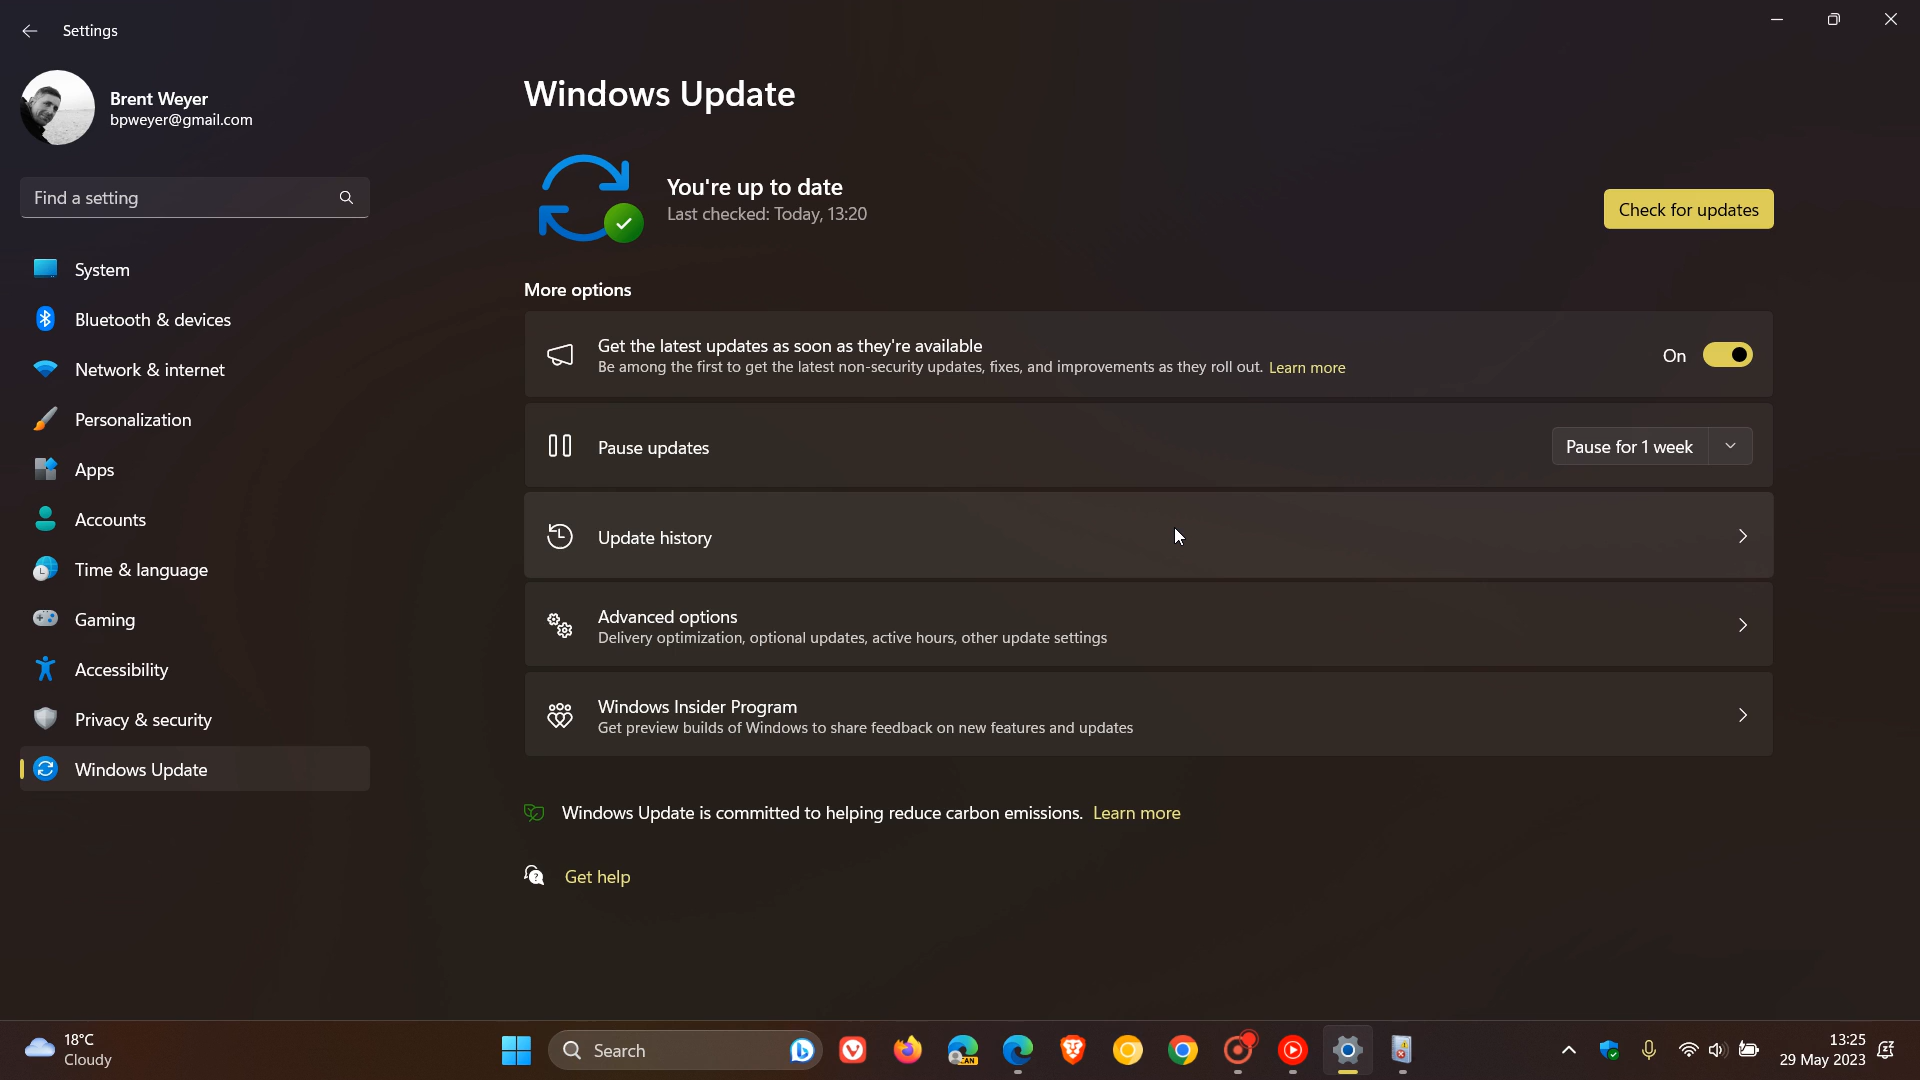 Settings
Brent Weyer
bpweyer@gmail.com
Find a setting
System
Bluetooth & devices
Network & internet
Personalization
Apps
Accounts
Time & language
Gaming
Accessibility
Privacy & security
Windows Update
Windows Update
You're up to date
Last checked: Today, 13:20
Check for updates
More options
Get the latest updates as soon as they're available
Be among the first to get the latest non-security updates, fixes, and improvements as they roll out. Learn more
On
Pause updates
Pause for 1 week
Update history
Advanced options
Delivery optimization, optional updates, active hours, other update settings
Windows Insider Program
Get preview builds of Windows to share feedback on new features and updates
Windows Update is committed to helping reduce carbon emissions. Learn more
Get help
18°C
Cloudy
Search
CAN
13:25
29 May 2023